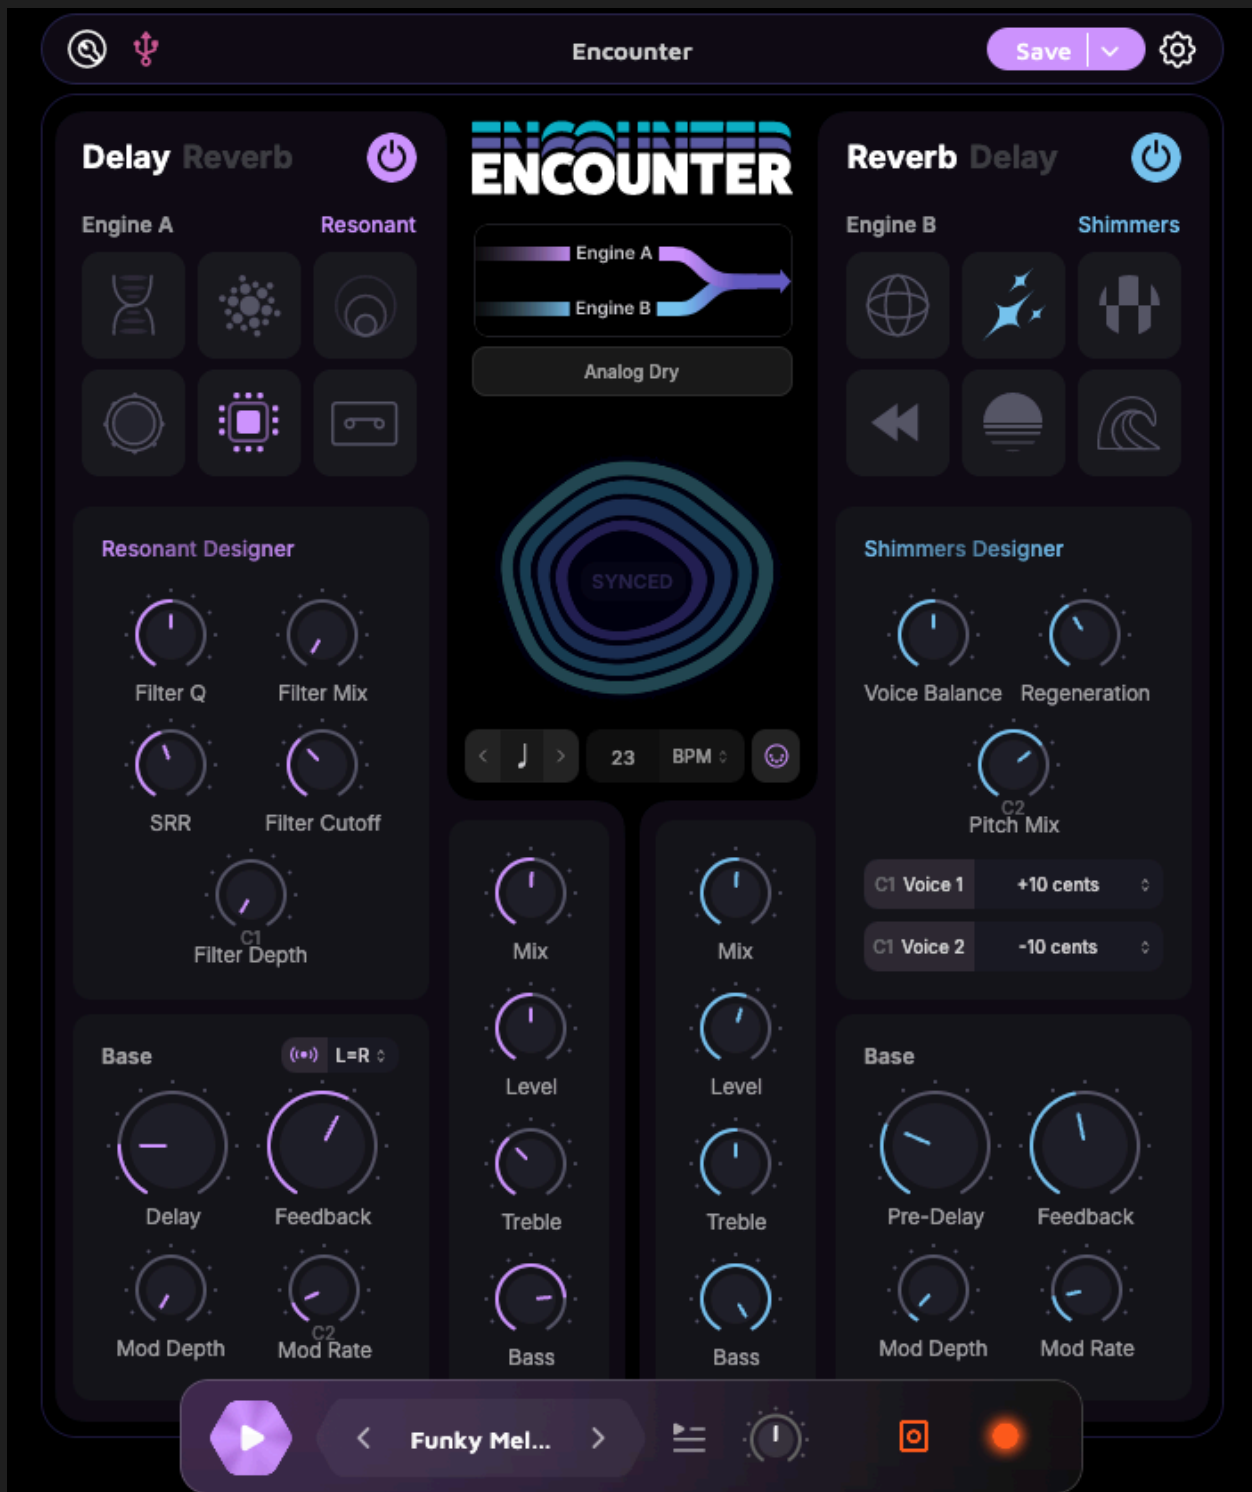 Encounter
Save
Delay Reverb
Engine A
Resonant
Resonant Designer
Filter Q
Filter Mix
SRR
Filter Cutoff
C1
Filter Depth
Base
L=R
Delay
Feedback
Mod Depth
C2
Mod Rate
ENCOUNTER
Engine A
Engine B
Analog Dry
SYNCED
23
BPM
Mix
Level
Treble
Bass
Mix
Level
Treble
Bass
Reverb Delay
Engine B
Shimmers
Shimmers Designer
Voice Balance
Regeneration
C2
Pitch Mix
C1 Voice 1
+10 cents
C1 Voice 2
-10 cents
Base
Pre-Delay
Feedback
Mod Depth
Mod Rate
Funky Mel...